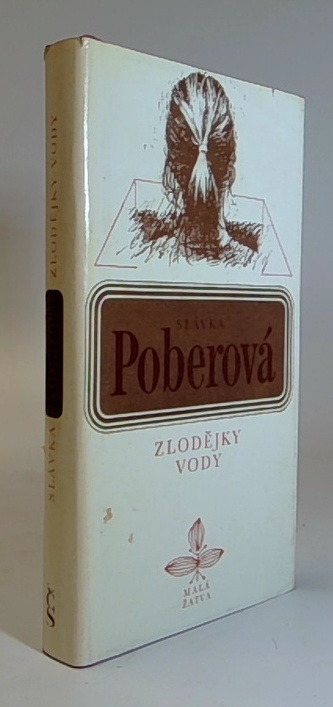 SLÁVKA
Poberová
ZLODĚJKY
VODY
MALÁ
ŽATVA
SLÁVKA
ZLODĚJKY VODY